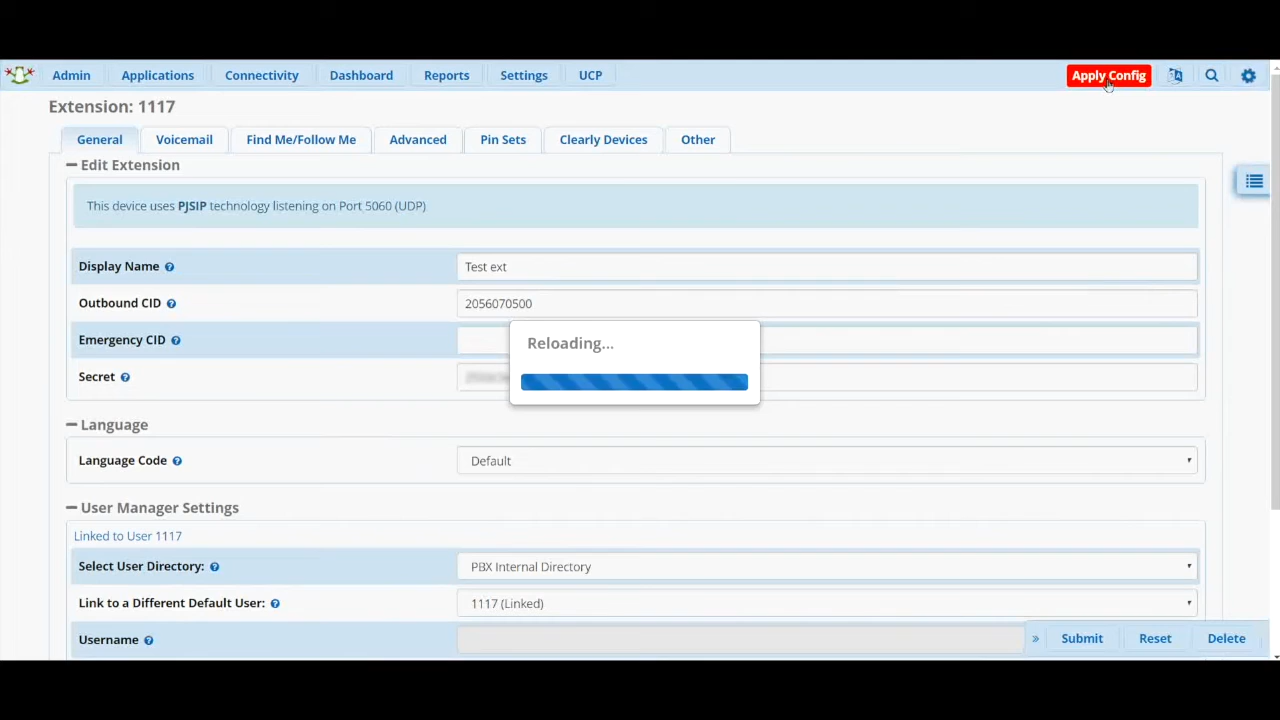 Admin Applications Connectivity Dashboard Reports Settings UCP Apply Config
Extension: 1117
General Voicemail Find Me/Follow Me Advanced Pin Sets Clearly Devices Other
Edit Extension
This device uses PJSIP technology listening on Port 5060 (UDP)
Display Name Test ext
Outbound CID 2056070500
Emergency CID
Reloading...
Secret
Language
Language Code Default
User Manager Settings
Linked to User 1117
Select User Directory: PBX Internal Directory
Link to a Different Default User: 1117 (Linked)
Username
» Submit Reset Delete